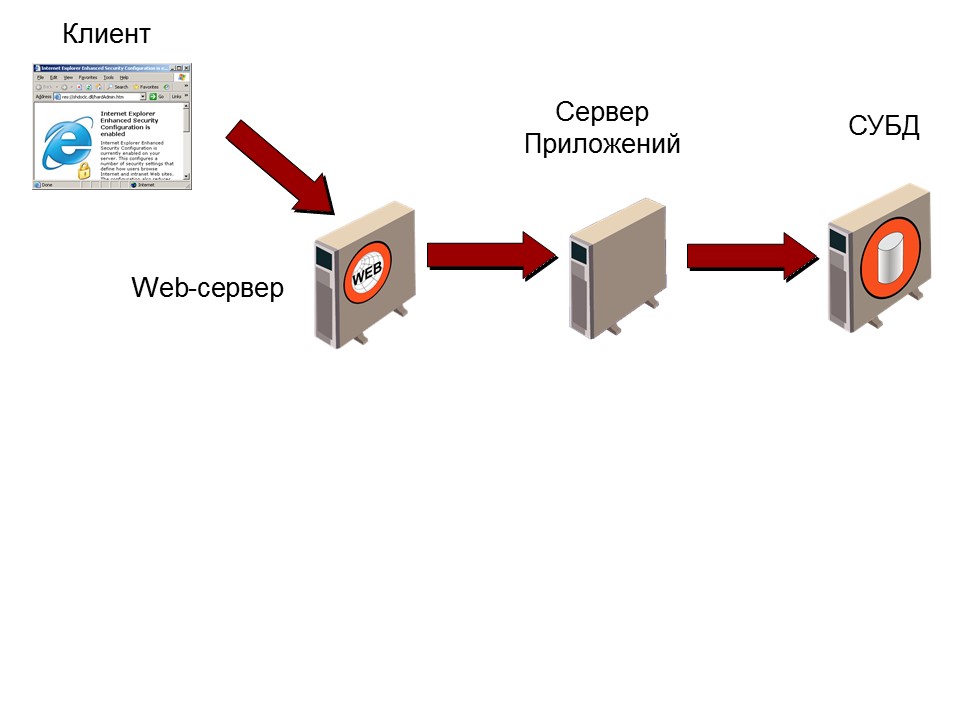 Клиент
Internet Explorer Enhanced Security Configuration is e...
File Edit View Favorites Tools Help
Search Favorites
Address res://shdoclc.dll/hardAdmin.htm Go Links
Internet Explorer
Enhanced Security
Configuration is
enabled
Internet Explorer Enhanced
Security Configuration is
currently enabled on your
server. This configures a
number of security settings that
define how users browse
Internet and intranet Web sites.
The configuration also reduces
Done Internet
Сервер
Приложений
СУБД
WEB
Web-сервер